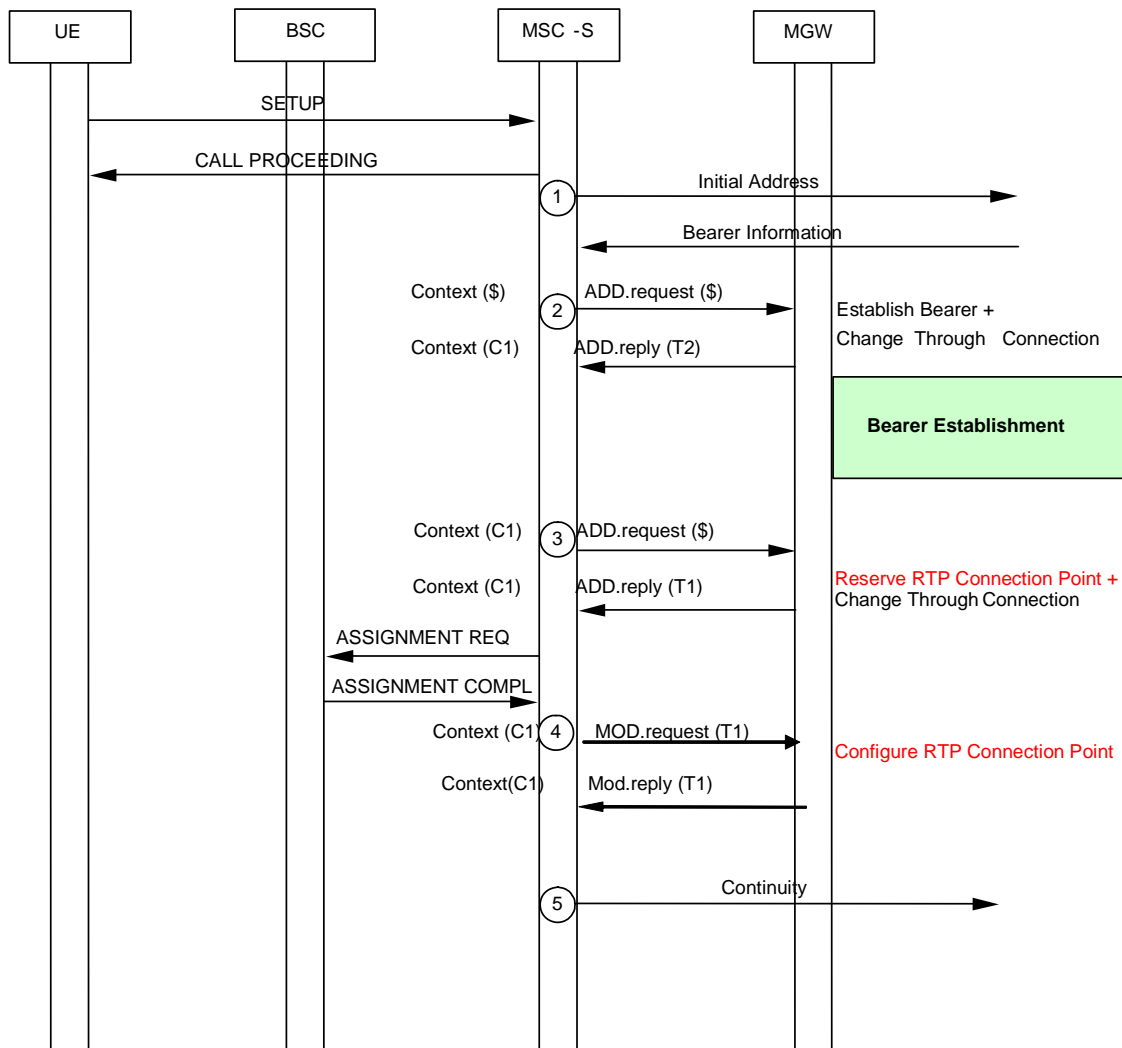 UE
BSC
MSC -S
MGW
SETUP
CALL PROCEEDING
Initial Address
1
Bearer Information
Context ($)
ADD.request ($)
2
Establish Bearer +
Change Through Connection
Context (C1)
ADD.reply (T2)
Bearer Establishment
Context (C1)
3
ADD.request ($)
Reserve RTP Connection Point +
Change Through Connection
Context (C1)
ADD.reply (T1)
ASSIGNMENT REQ
ASSIGNMENT COMPL
Context (C1)
4
MOD.request (T1)
Configure RTP Connection Point
Context(C1)
Mod.reply (T1)
Continuity
5